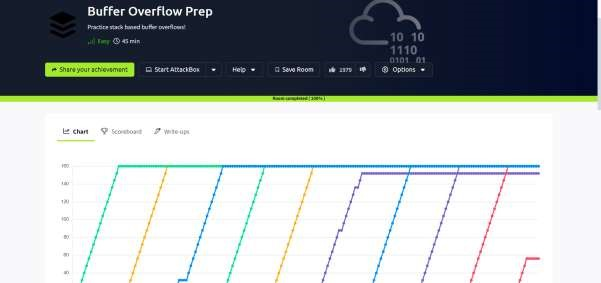 Buffer Overflow Prep
Practice stack based buffer overflows!
Easy 45 min
10 10
1110
0101 01
Share your achievement Start AttackBox Help Save Room 1979 Options
Room completed ( 100% )
Chart Scoreboard Write-ups
160
140
120
100
80
60
40